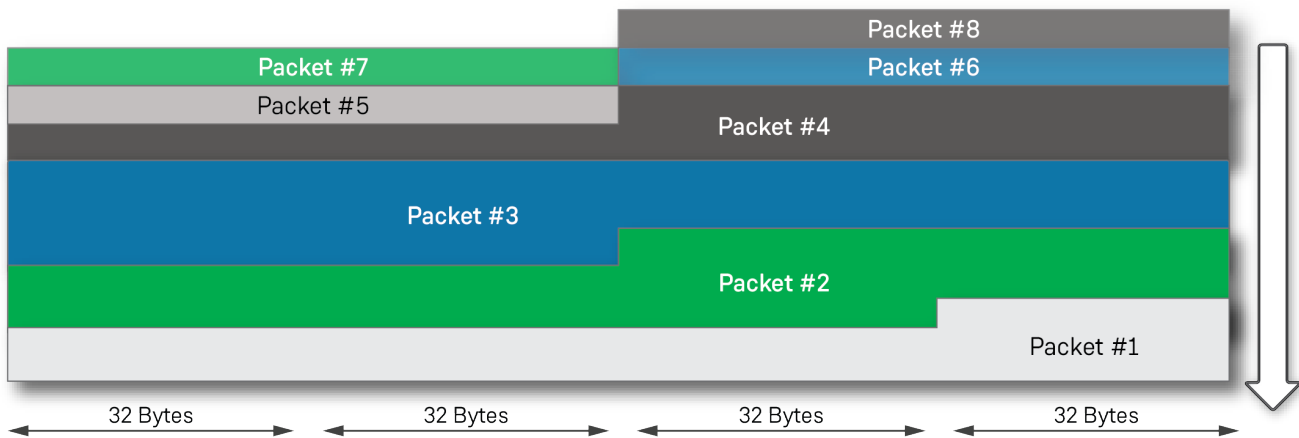 Packet #8
Packet #7
Packet #6
Packet #5
Packet #4
Packet #3
Packet #2
Packet #1
32 Bytes
32 Bytes
32 Bytes
32 Bytes